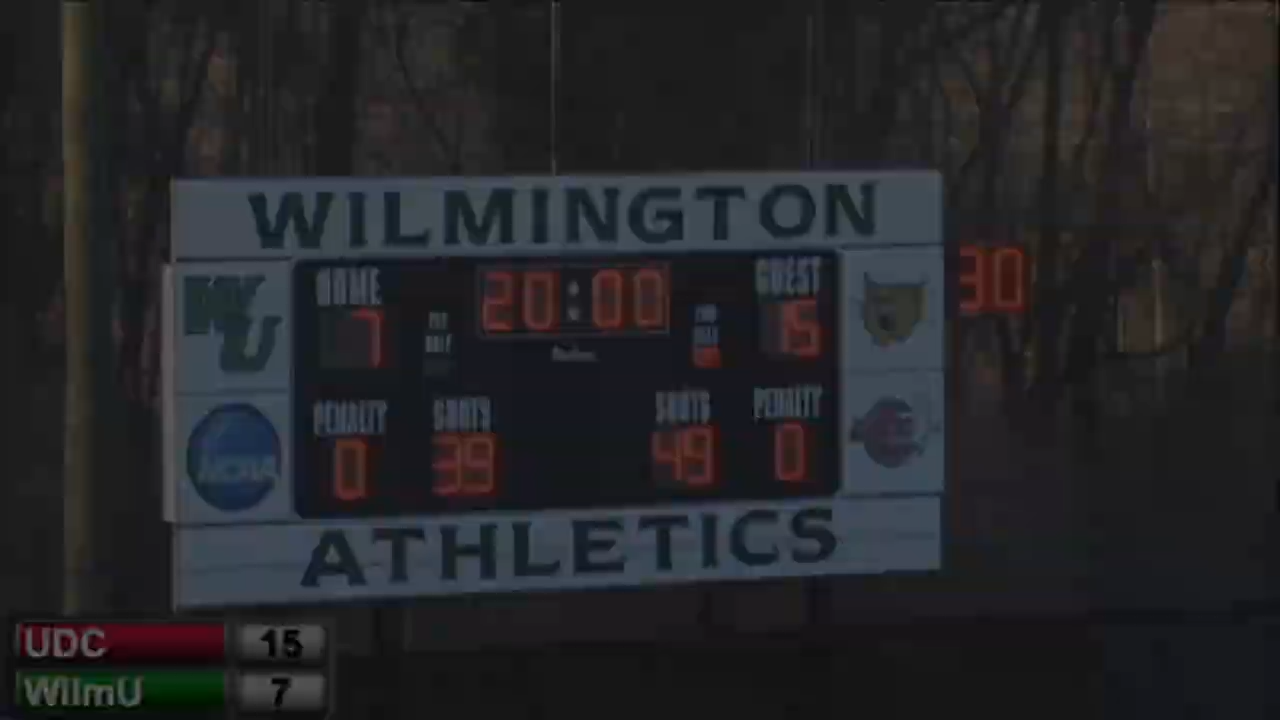 WILMINGTON
WU
HOME
20:00
GUEST
30
7
15
PENALTY
SHOTS
SHOTS
PENALTY
0
39
49
0
NCAA
ATHLETICS
UDC 15
WilmU 7